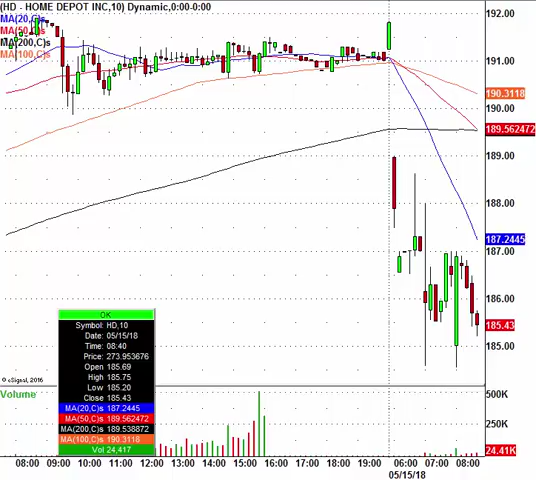 (HD - HOME DEPOT INC,10) Dynamic,0:00-0:00
MA(20,C)s
MA(50,C)s
MA(200,C)s
MA(100,C)s
192.00
191.00
190.3118
190.00
189.562472
189.00
188.00
187.2445
187.00
186.00
185.43
185.00
OK
Symbol: HD,10
Date: 05/15/18
Time: 08:40
Price: 273.953676
Open 185.69
High 185.75
Low 185.20
Close 185.43
MA(20,C)s 187.2445
MA(50,C)s 189.562472
MA(200,C)s 189.538872
MA(100,C)s 190.3118
Vol 24,417
© eSignal, 2016
Volume
500K
250K
24.41K
08:00 09:00 10:00 11:00 12:00 13:00 14:00 15:00 16:00 17:00 18:00 19:00 06:00 07:00 08:00
05/15/18